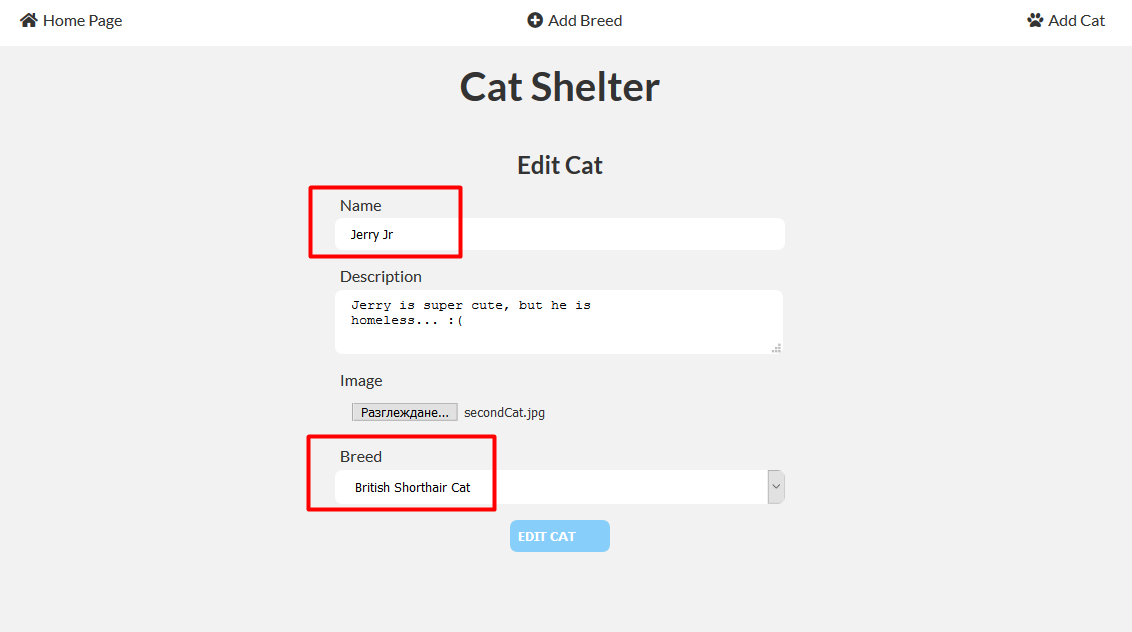 Home Page
Add Breed
Add Cat
Cat Shelter
Edit Cat
Name
Jerry Jr
Description
Jerry is super cute, but he is
homeless... :(
Image
Разглеждане... secondCat.jpg
Breed
British Shorthair Cat
EDIT CAT